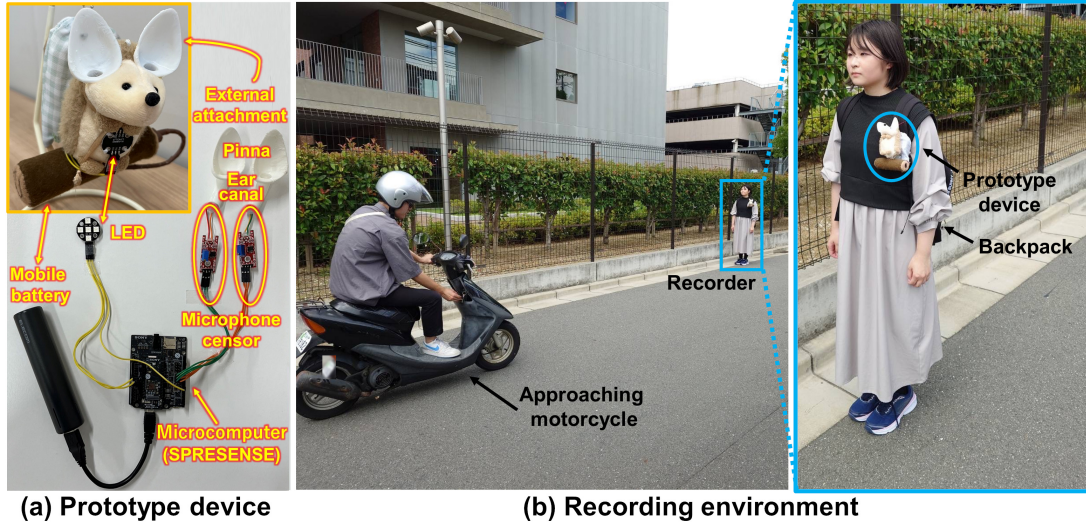 External
attachment
Pinna
Ear
canal
LED
Mobile
battery
Microphone
censor
Microcomputer
(SPRESENSE)
Recorder
Approaching
motorcycle
Prototype
device
Backpack
(a) Prototype device
(b) Recording environment